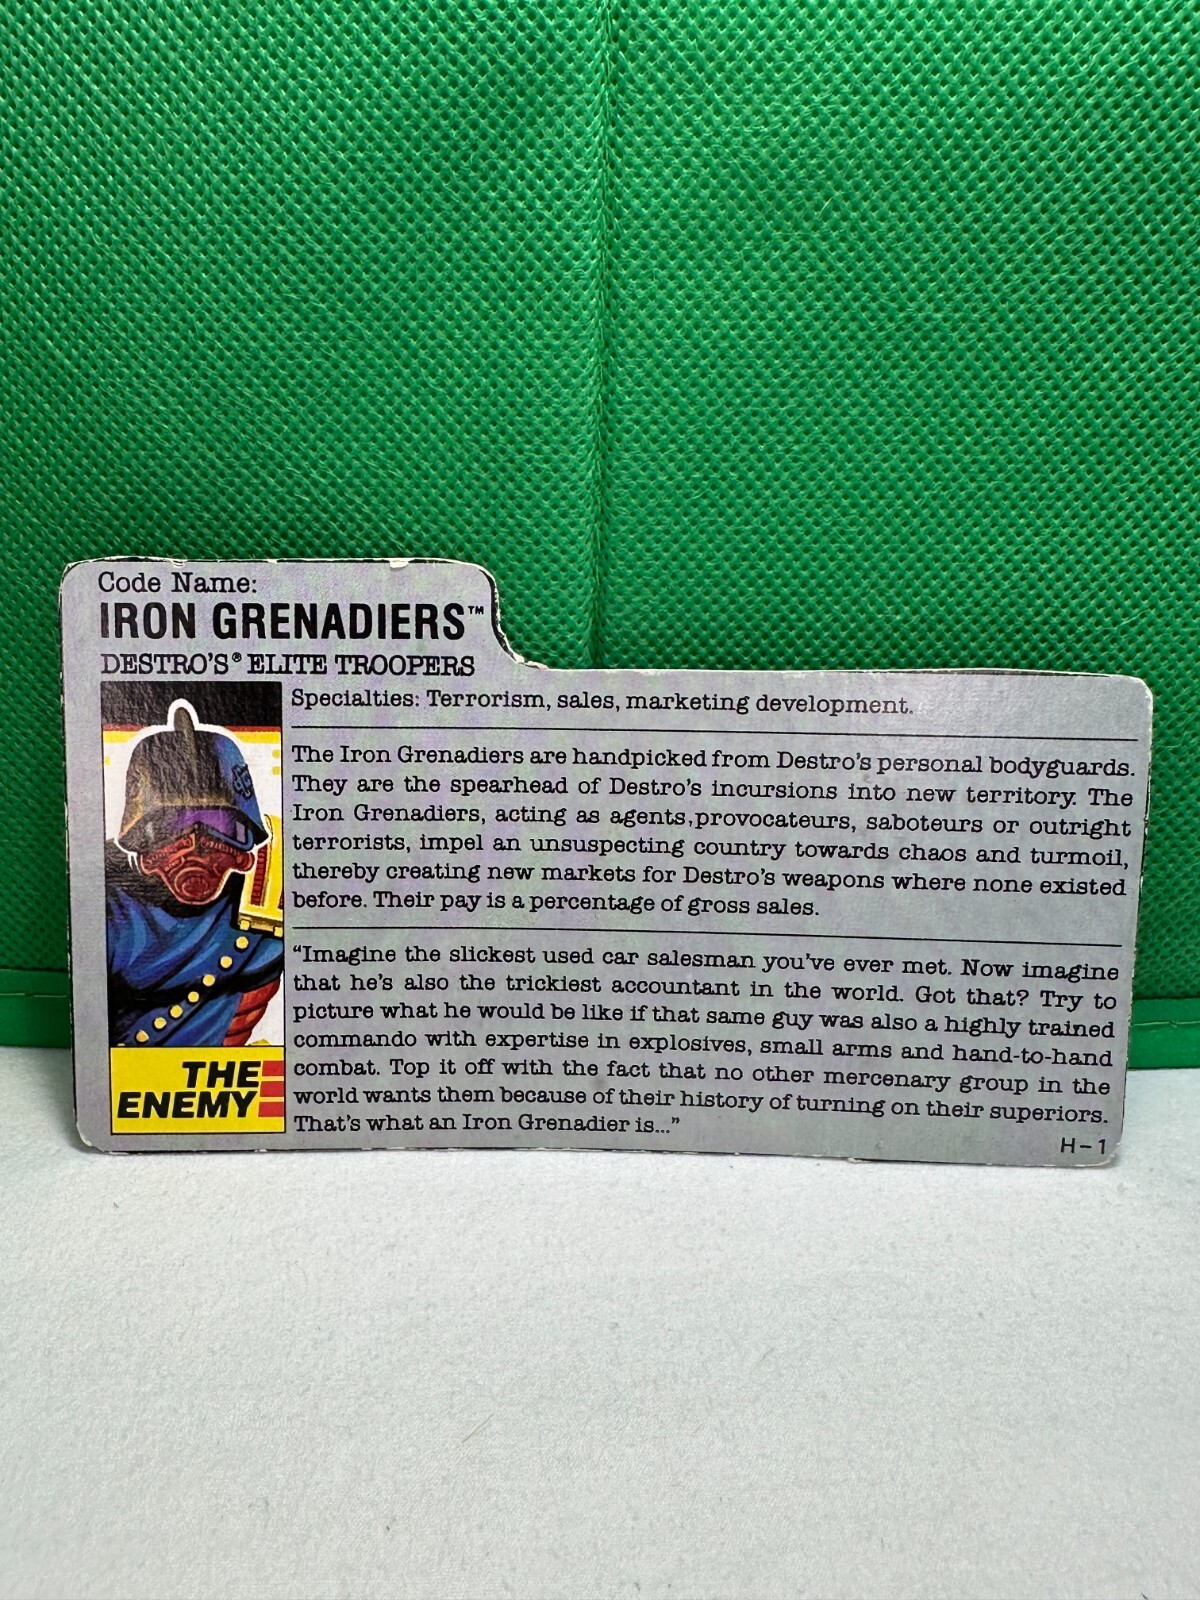 Code Name:
IRON GRENADIERS™
DESTRO'S® ELITE TROOPERS
Specialties: Terrorism, sales, marketing development.
The Iron Grenadiers are handpicked from Destro's personal bodyguards.
They are the spearhead of Destro's incursions into new territory. The
Iron Grenadiers, acting as agents,provocateurs, saboteurs or outright
terrorists, impel an unsuspecting country towards chaos and turmoil,
thereby creating new markets for Destro's weapons where none existed
before. Their pay is a percentage of gross sales.
"Imagine the slickest used car salesman you've ever met. Now imagine
that he's also the trickiest accountant in the world. Got that? Try to
picture what he would be like if that same guy was also a highly trained
commando with expertise in explosives, small arms and hand-to-hand
combat. Top it off with the fact that no other mercenary group in the
world wants them because of their history of turning on their superiors.
That's what an Iron Grenadier is..."
THE
ENEMY
H-1